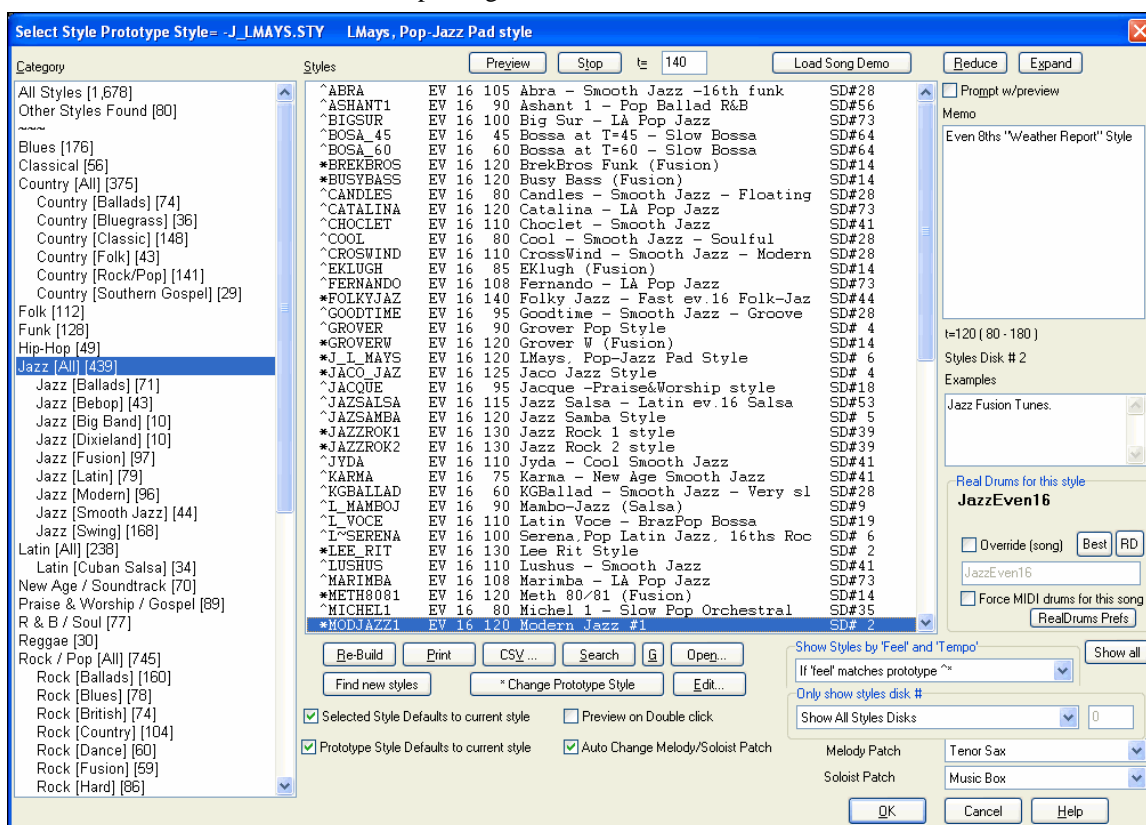 Select Style Prototype Style= -J_LMAYS.STY LMays, Pop-Jazz Pad style
Category
Styles
Preview
Stop
t=
140
Load Song Demo
Reduce
Expand
All Styles [1,678]
Other Styles Found [80]
~~~
Blues [176]
Classical [56]
Country [All] [375]
Country [Ballads] [74]
Country [Bluegrass] [36]
Country [Classic] [148]
Country [Folk] [43]
Country [Rock/Pop] [141]
Country [Southern Gospel] [29]
Folk [112]
Funk [128]
Hip-Hop [49]
Jazz [All] [439]
Jazz [Ballads] [71]
Jazz [Bebop] [43]
Jazz [Big Band] [10]
Jazz [Dixieland] [10]
Jazz [Fusion] [97]
Jazz [Latin] [79]
Jazz [Modern] [96]
Jazz [Smooth Jazz] [44]
Jazz [Swing] [168]
Latin [All] [238]
Latin [Cuban Salsa] [34]
New Age / Soundtrack [70]
Praise & Worship / Gospel [89]
R & B / Soul [77]
Reggae [30]
Rock / Pop [All] [745]
Rock [Ballads] [160]
Rock [Blues] [78]
Rock [British] [74]
Rock [Country] [104]
Rock [Dance] [60]
Rock [Fusion] [59]
Rock [Hard] [86]
^ABRA EV 16 105 Abra - Smooth Jazz -16th funk SD#28
^ASHANT1 EV 16 90 Ashant 1 - Pop Ballad R&B SD#56
^BIGSUR EV 16 100 Big Sur - LA Pop Jazz SD#73
^BOSA_45 EV 16 45 Bossa at T=45 - Slow Bossa SD#64
^BOSA_60 EV 16 60 Bossa at T=60 - Slow Bossa SD#64
*BREKBROS EV 16 120 BrekBros Funk (Fusion) SD#14
*BUSYBASS EV 16 120 Busy Bass (Fusion) SD#14
^CANDLES EV 16 80 Candles - Smooth Jazz - Floating SD#28
^CATALINA EV 16 120 Catalina - LA Pop Jazz SD#73
^CHOCLET EV 16 110 Choclet - Smooth Jazz SD#41
^COOL EV 16 80 Cool - Smooth Jazz - Soulful SD#28
^CROSWIND EV 16 110 CrossWind - Smooth Jazz - Modern SD#28
^EKLUGH EV 16 85 EKlugh (Fusion) SD#14
^FERNANDO EV 16 108 Fernando - LA Pop Jazz SD#73
*FOLKYJAZ EV 16 140 Folky Jazz - Fast ev.16 Folk-Jaz SD#44
^GOODTIME EV 16 95 Goodtime - Smooth Jazz - Groove SD#28
^GROVER EV 16 90 Grover Pop Style SD# 4
*GROVERW EV 16 120 Grover W (Fusion) SD#14
*J_L_MAYS EV 16 120 LMays, Pop-Jazz Pad Style SD# 6
*JACO_JAZ EV 16 125 Jaco Jazz Style SD# 4
^JACQUE EV 16 95 Jacque -Praise&Worship style SD#18
^JAZSALSA EV 16 115 Jazz Salsa - Latin ev.16 Salsa SD#53
^JAZSAMBA EV 16 120 Jazz Samba Style SD# 5
*JAZZROK1 EV 16 130 Jazz Rock 1 style SD#39
*JAZZROK2 EV 16 130 Jazz Rock 2 style SD#39
^JYDA EV 16 110 Jyda - Cool Smooth Jazz SD#41
^KARMA EV 16 75 Karma - New Age Smooth Jazz SD#41
^KGBALLAD EV 16 60 KGBallad - Smooth Jazz - Very sl SD#28
^L_MAMBOJ EV 16 90 Mambo-Jazz (Salsa) SD#9
^L_VOCE EV 16 110 Latin Voce - BrazPop Bossa SD#19
^L~SERENA EV 16 100 Serena,Pop Latin Jazz, 16ths Roc SD# 6
*LEE_RIT EV 16 130 Lee Rit Style SD# 2
^LUSHUS EV 16 110 Lushus - Smooth Jazz SD#41
^MARIMBA EV 16 108 Marimba - LA Pop Jazz SD#73
*METH8081 EV 16 120 Meth 80/81 (Fusion) SD#14
^MICHEL1 EV 16 80 Michel 1 - Slow Pop Orchestral SD#35
*MODJAZZ1 EV 16 120 Modern Jazz #1 SD# 2
Prompt w/preview
Memo
Even 8ths "Weather Report" Style
t=120 ( 80 - 180 )
Styles Disk # 2
Examples
Jazz Fusion Tunes.
Real Drums for this style
JazzEven16
Override (song)
Best
RD
JazzEven16
Force MIDI drums for this song
RealDrums Prefs
Re-Build
Print
CSV ...
Search
G
Open...
Find new styles
* Change Prototype Style
Edit...
Show Styles by 'Feel' and 'Tempo'
If 'feel' matches prototype ^*
Show all
Only show styles disk #
Show All Styles Disks
0
Selected Style Defaults to current style
Preview on Double click
Prototype Style Defaults to current style
Auto Change Melody/Soloist Patch
Melody Patch
Tenor Sax
Soloist Patch
Music Box
OK
Cancel
Help